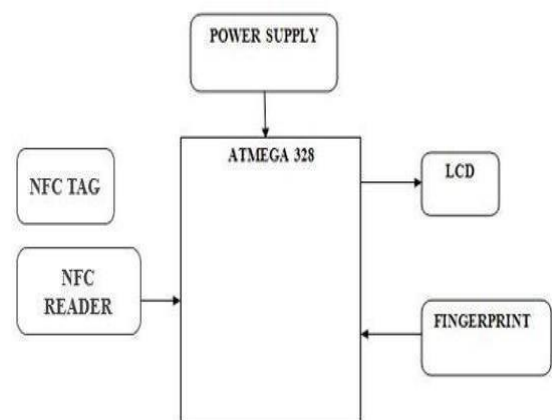 POWER SUPPLY
ATMEGA 328
NFC TAG
LCD
NFC
READER
FINGERPRINT